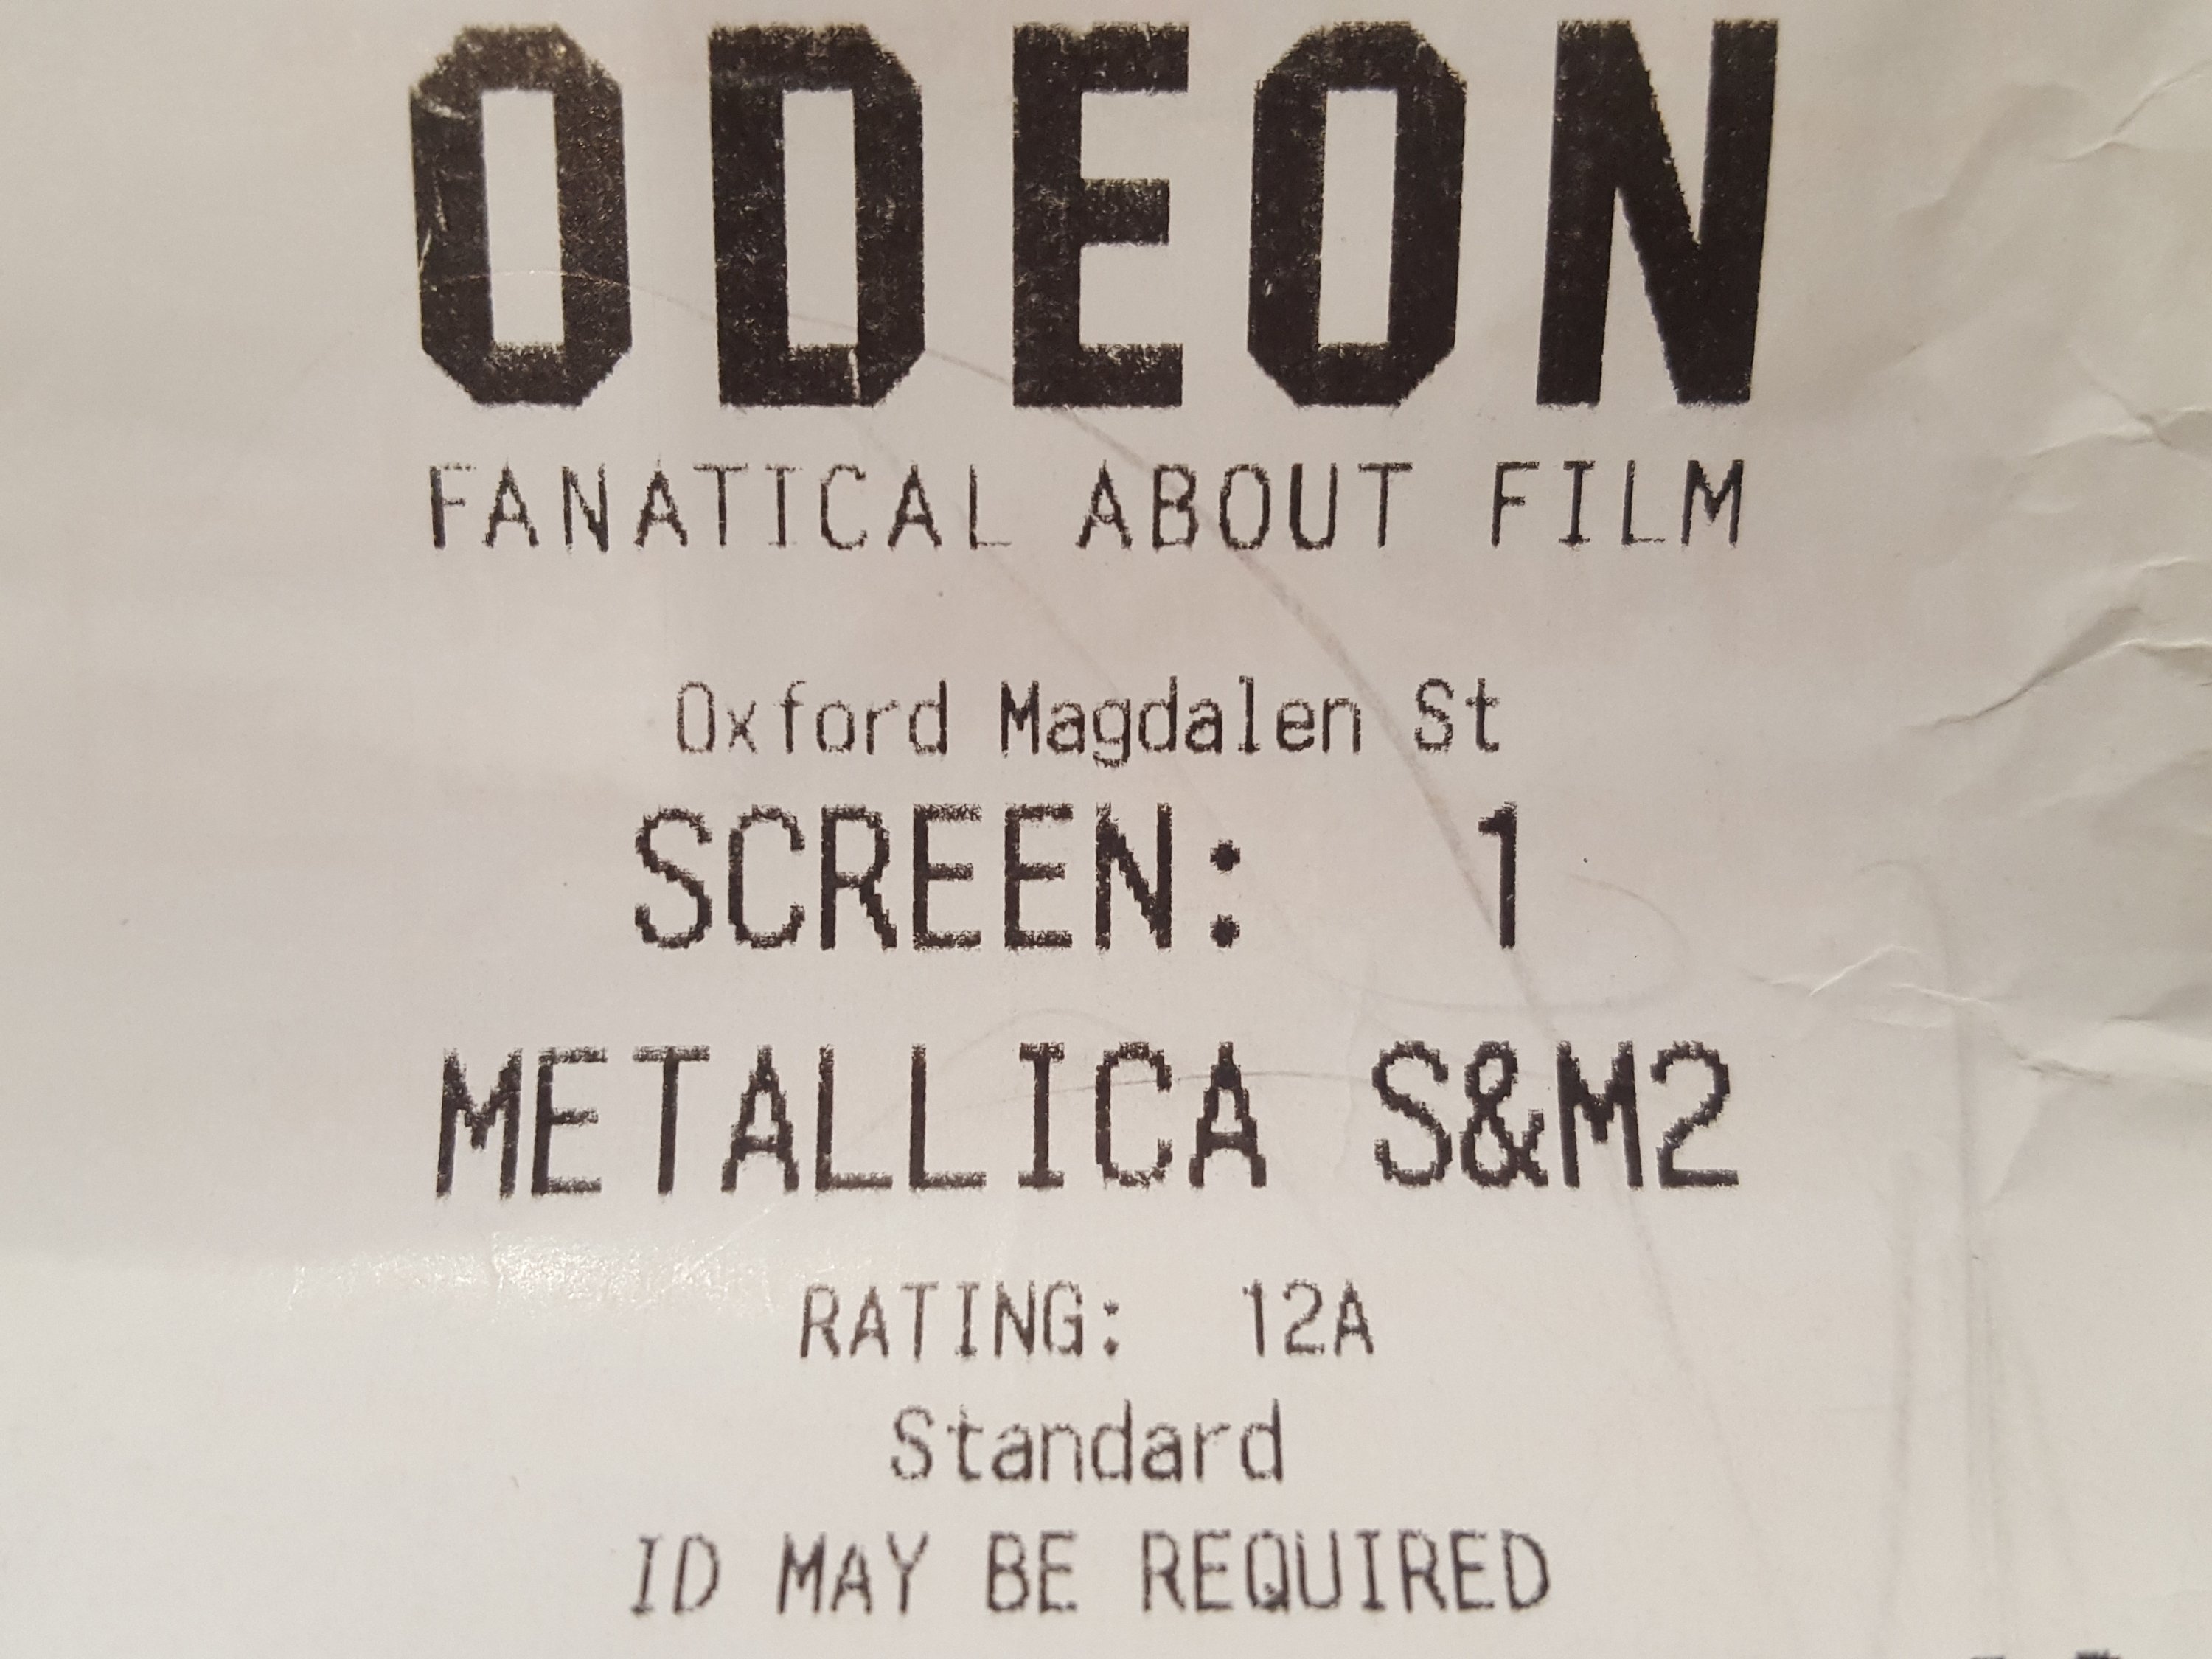 ODEON
FANATICAL ABOUT FILM
Oxford Magdalen St
SCREEN: 1
METALLICA S&M2
RATING: 12A
Standard
ID MAY BE REQUIRED